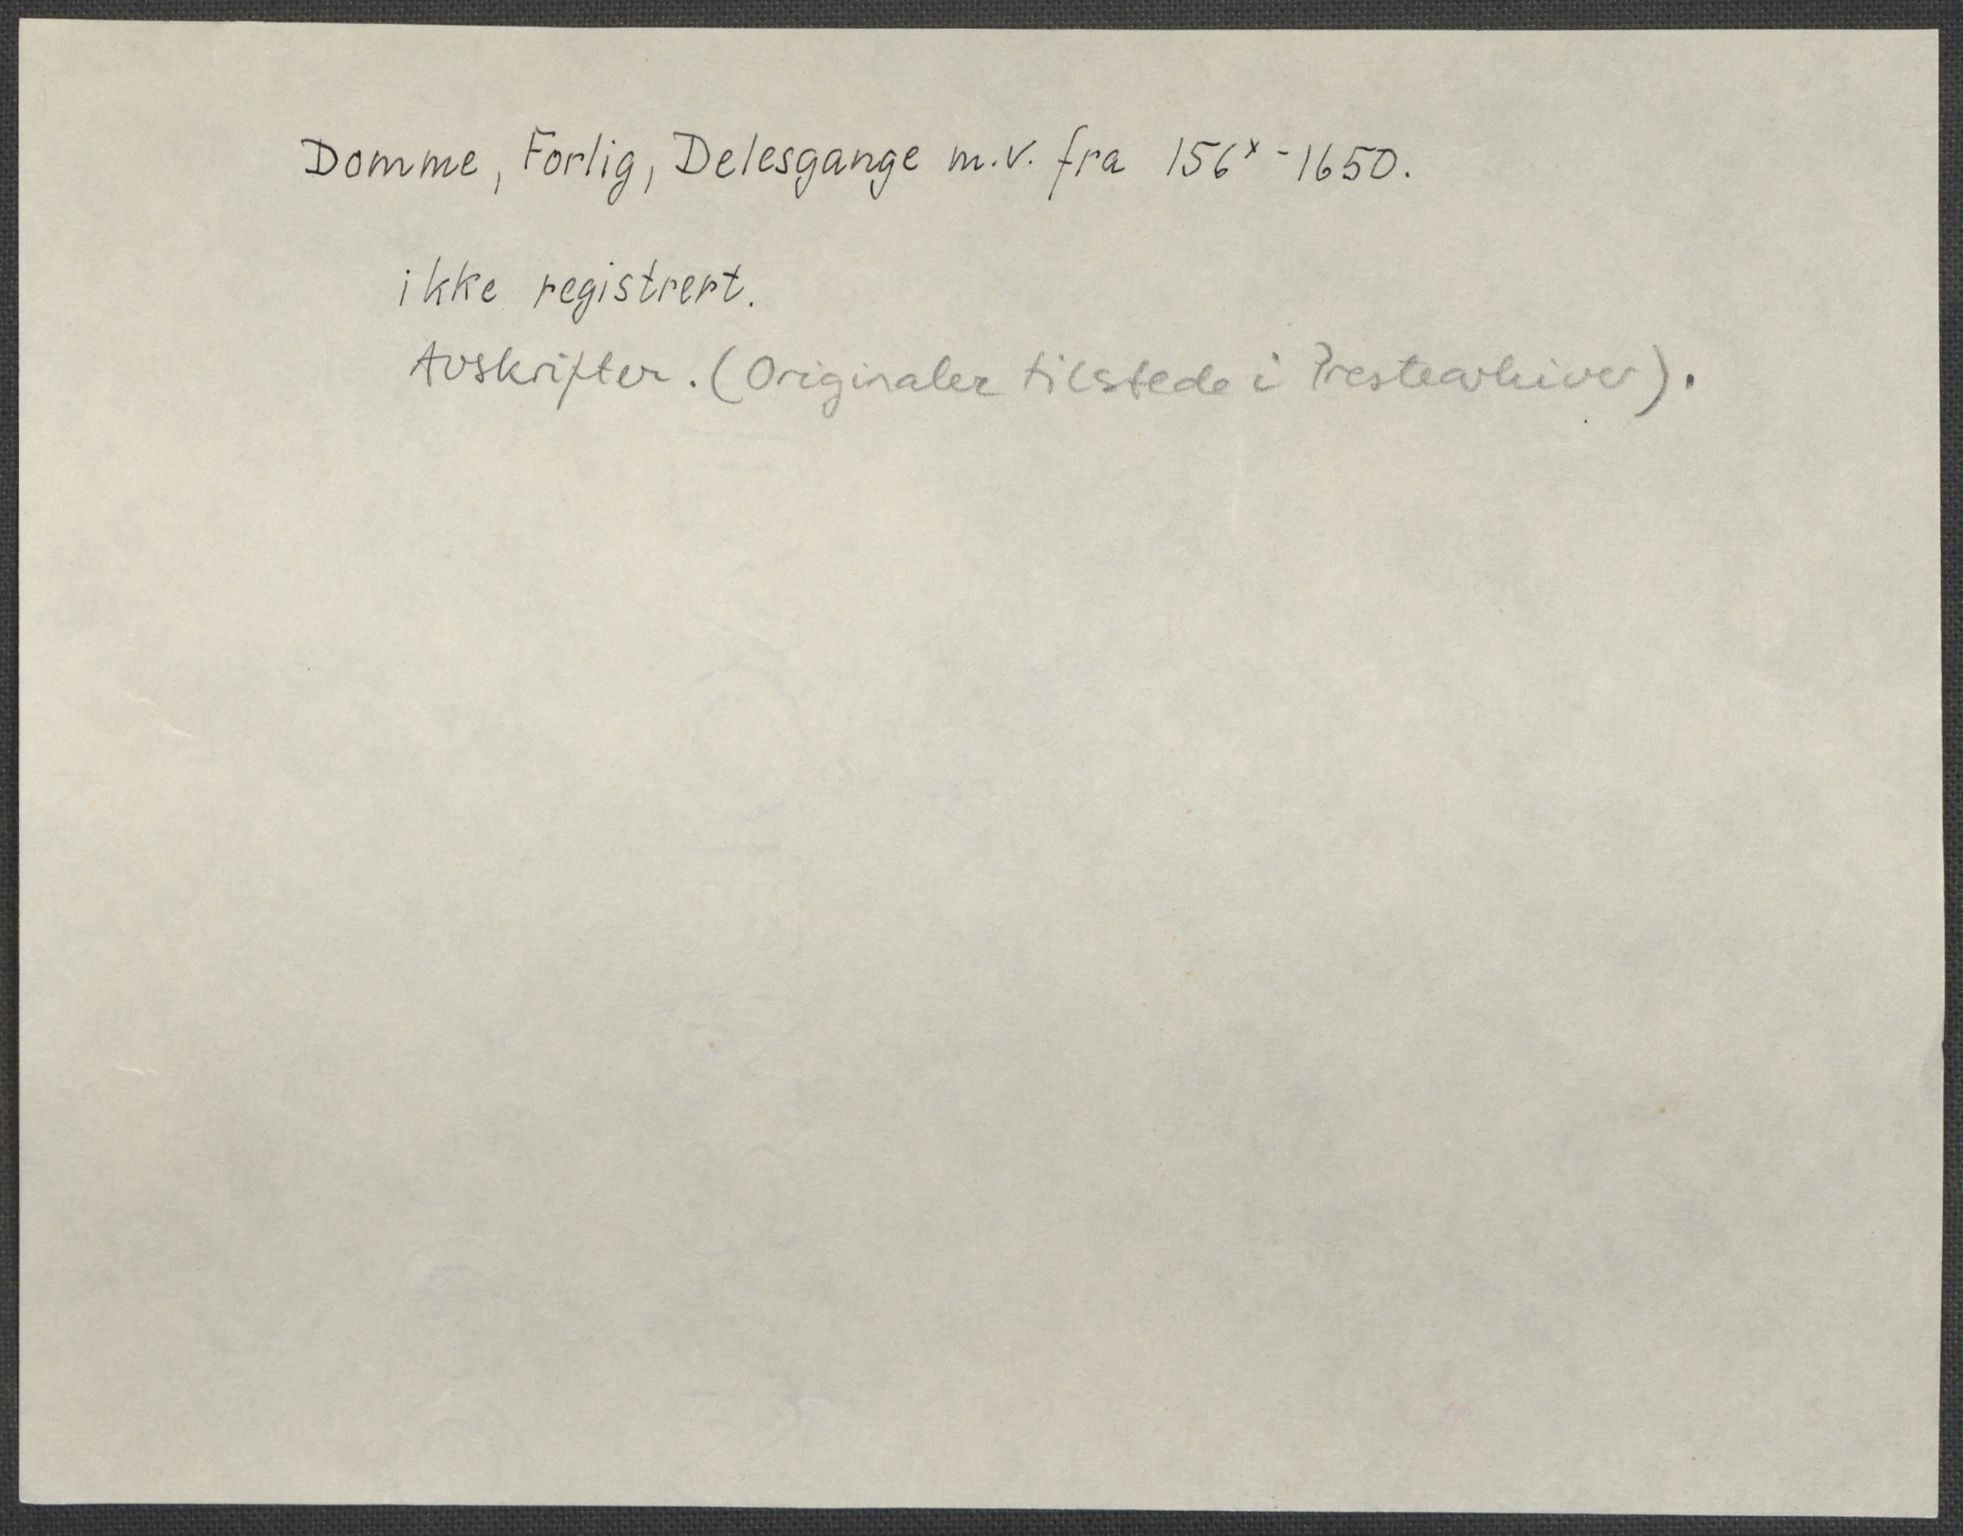 Domme, Forlig, Delesgange m.v. fra 156ˣ-1650.
ikke registrert.
Avskrifter. (Originaler tilstede i Prestearkiver).